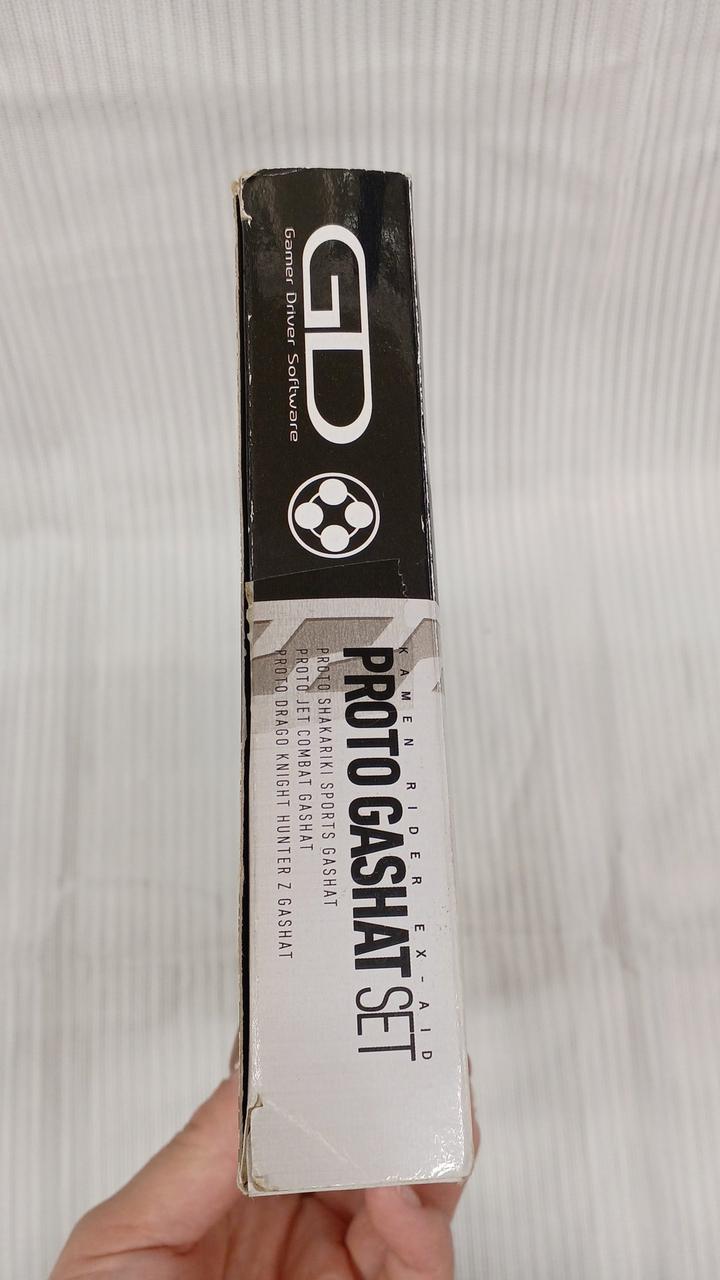 GD
Gamer Driver Software
KAMEN RIDER EX-AID
PROTO GASHAT SET
PROTO SHAKARIKI SPORTS GASHAT
PROTO JET COMBAT GASHAT
PROTO DRAGO KNIGHT HUNTER Z GASHAT